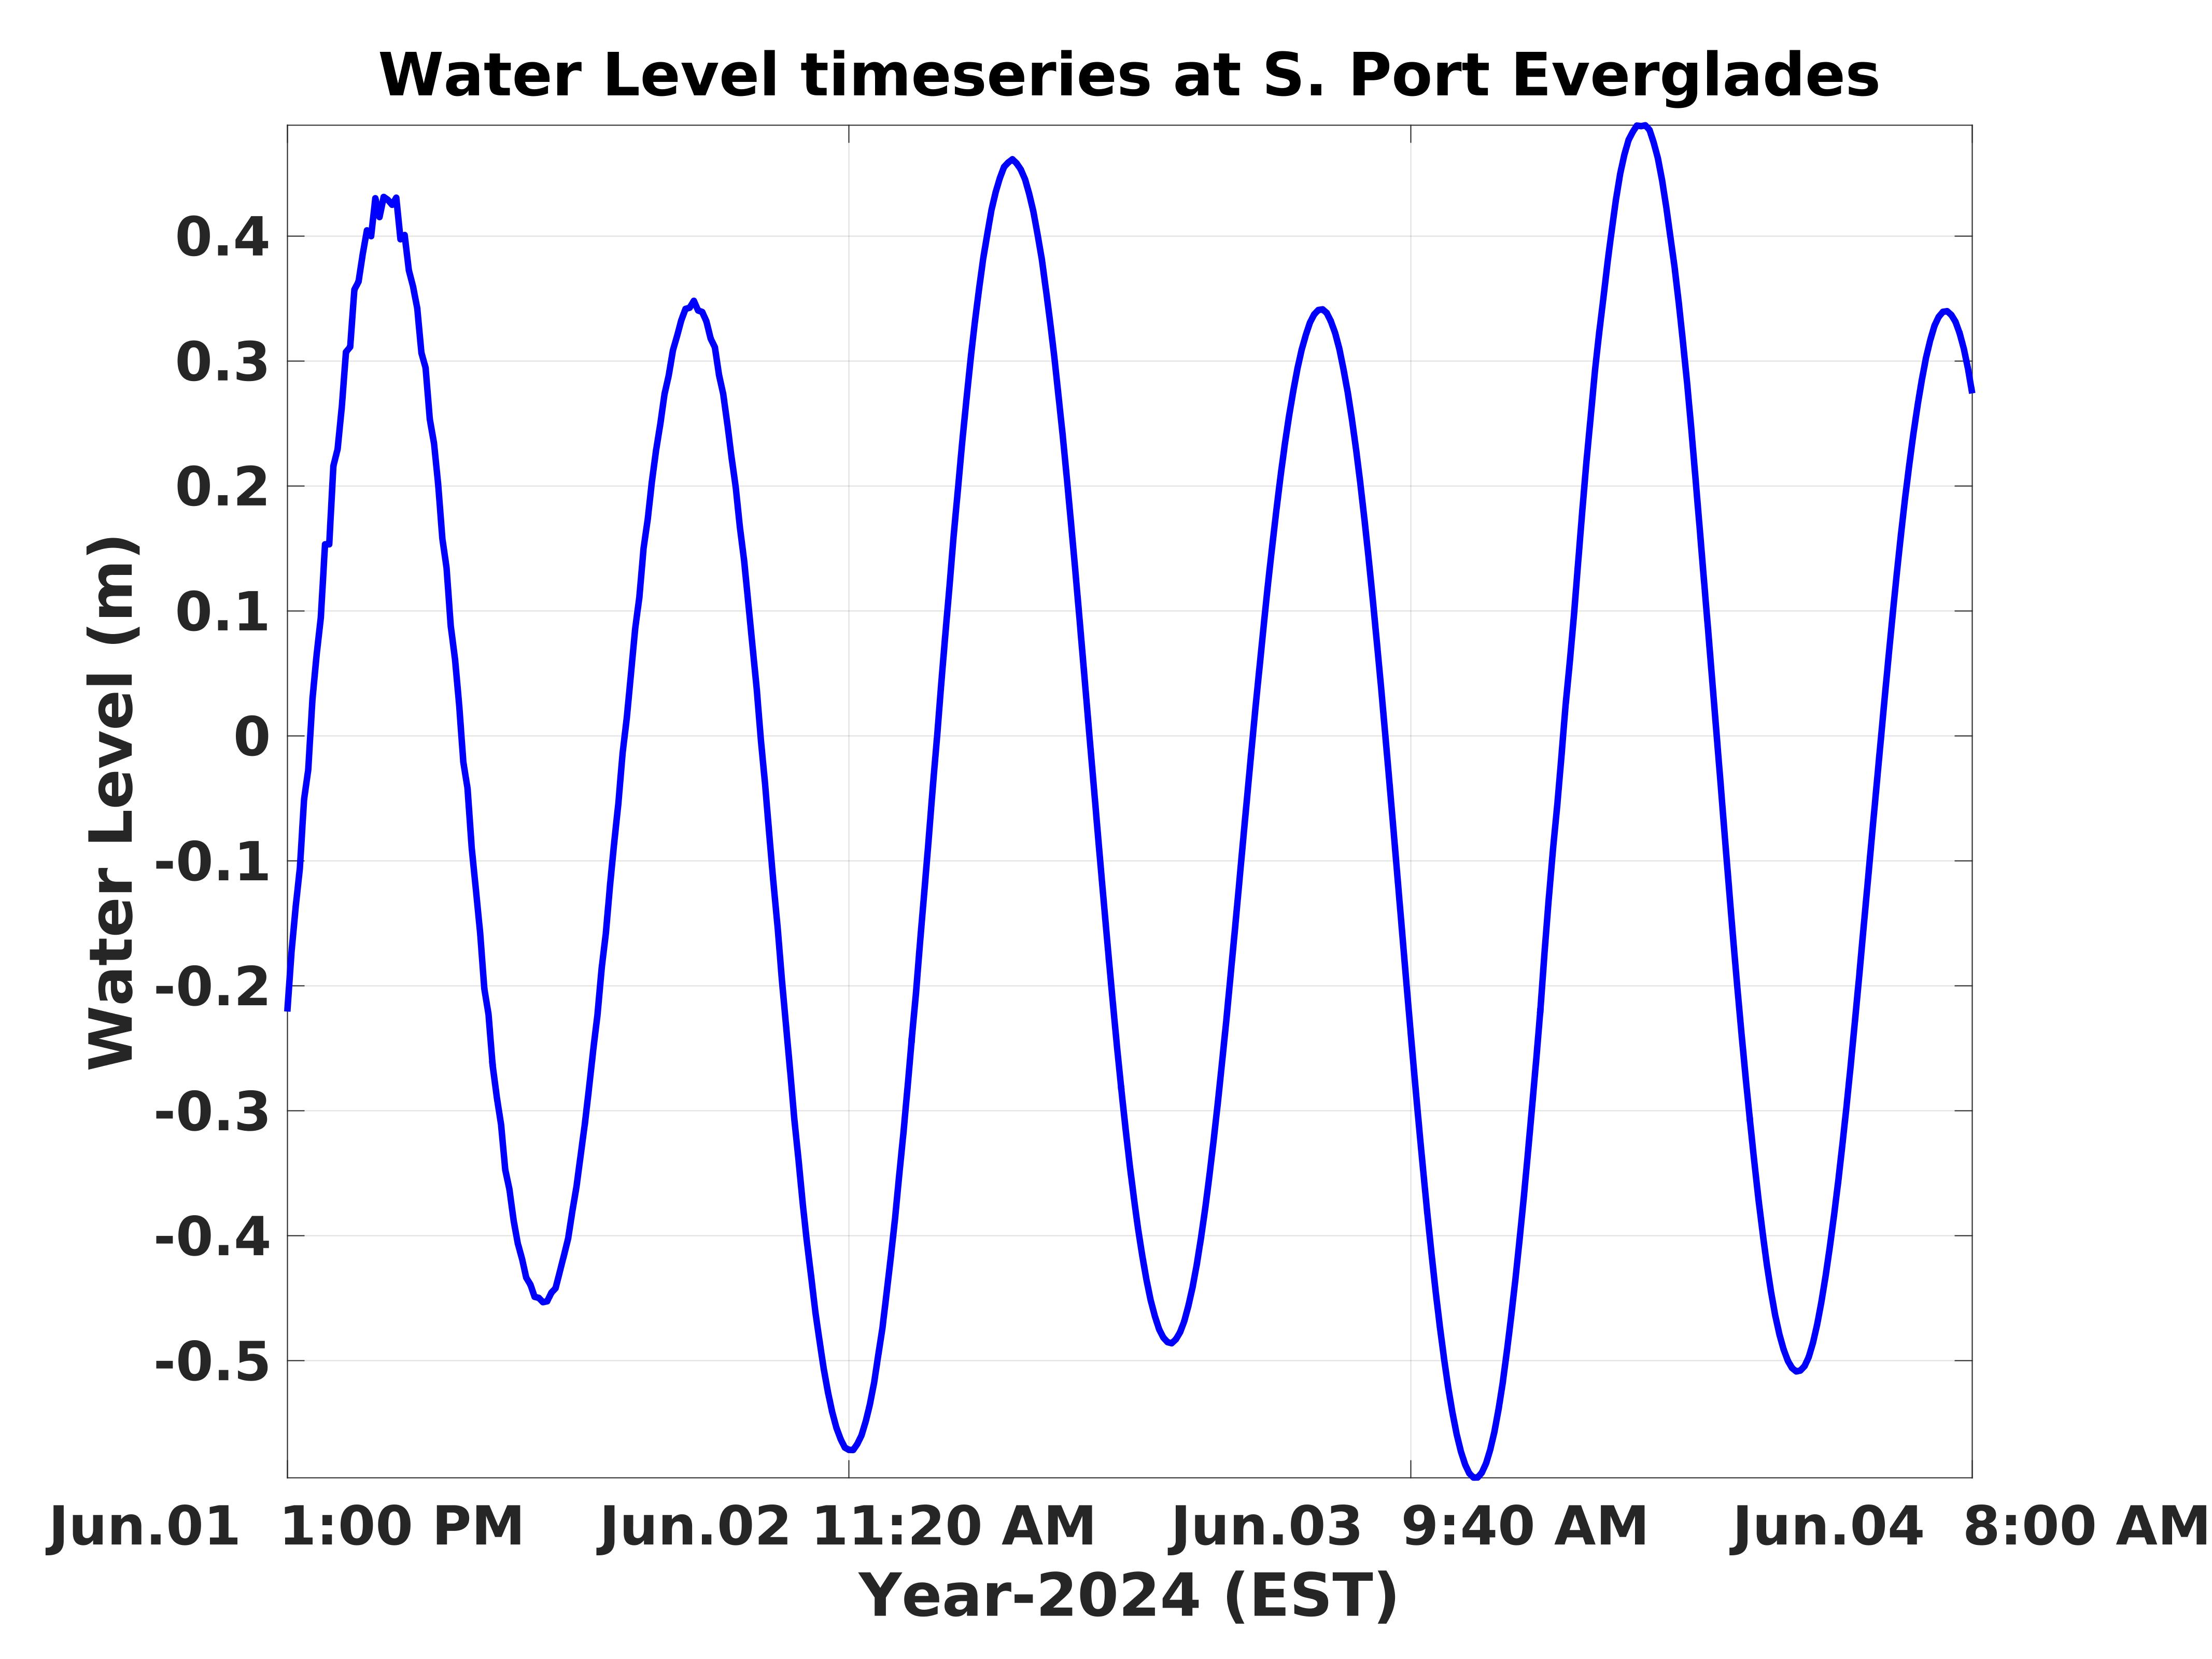 Water Level timeseries at S. Port Everglades
Water Level (m)
0.4
0.3
0.2
0.1
0
-0.1
-0.2
-0.3
-0.4
-0.5
Jun.01  1:00 PM
Jun.02 11:20 AM
Jun.03  9:40 AM
Jun.04  8:00 AM
Year-2024 (EST)